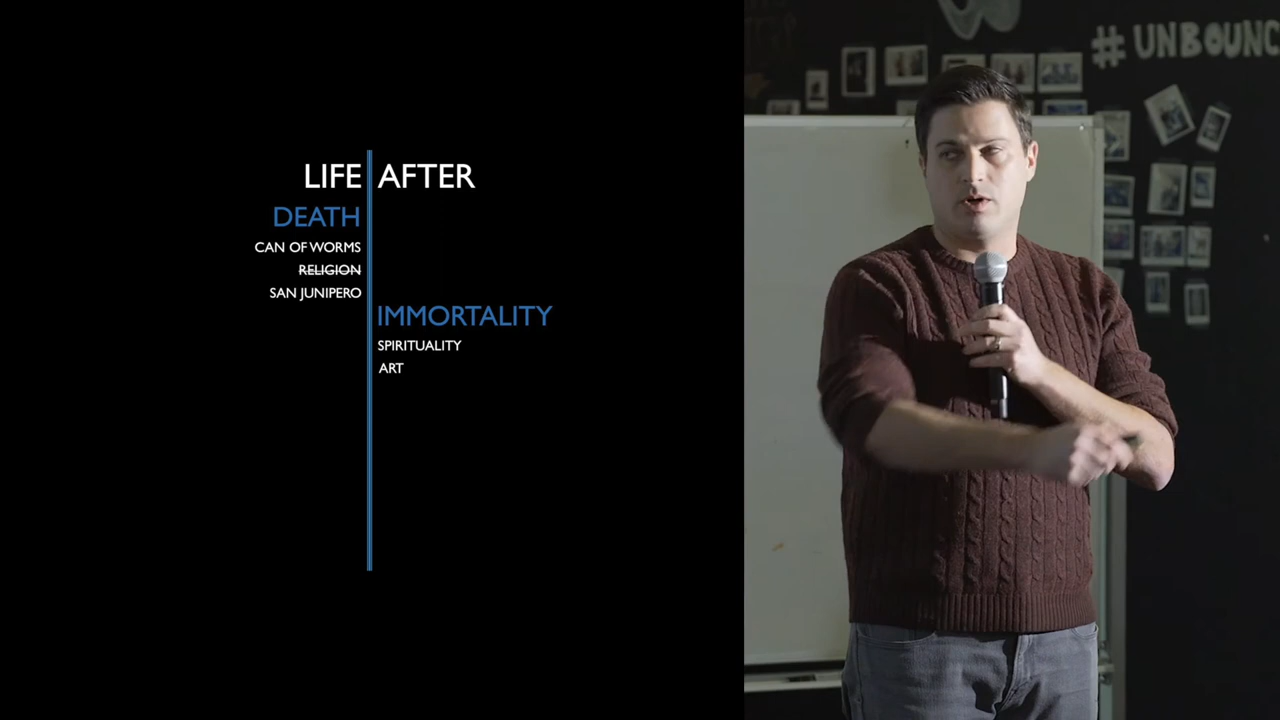 LIFE AFTER
DEATH
CAN OF WORMS
RELIGION
SAN JUNIPERO
IMMORTALITY
SPIRITUALITY
ART
#UNBOUNC